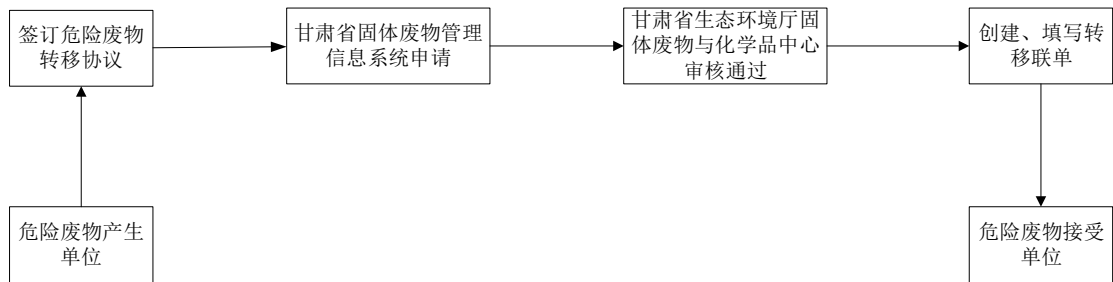 签订危险废物
转移协议
甘肃省固体废物管理
信息系统申请
甘肃省生态环境厅固
体废物与化学品中心
审核通过
创建、填写转
移联单
危险废物产生
单位
危险废物接受
单位